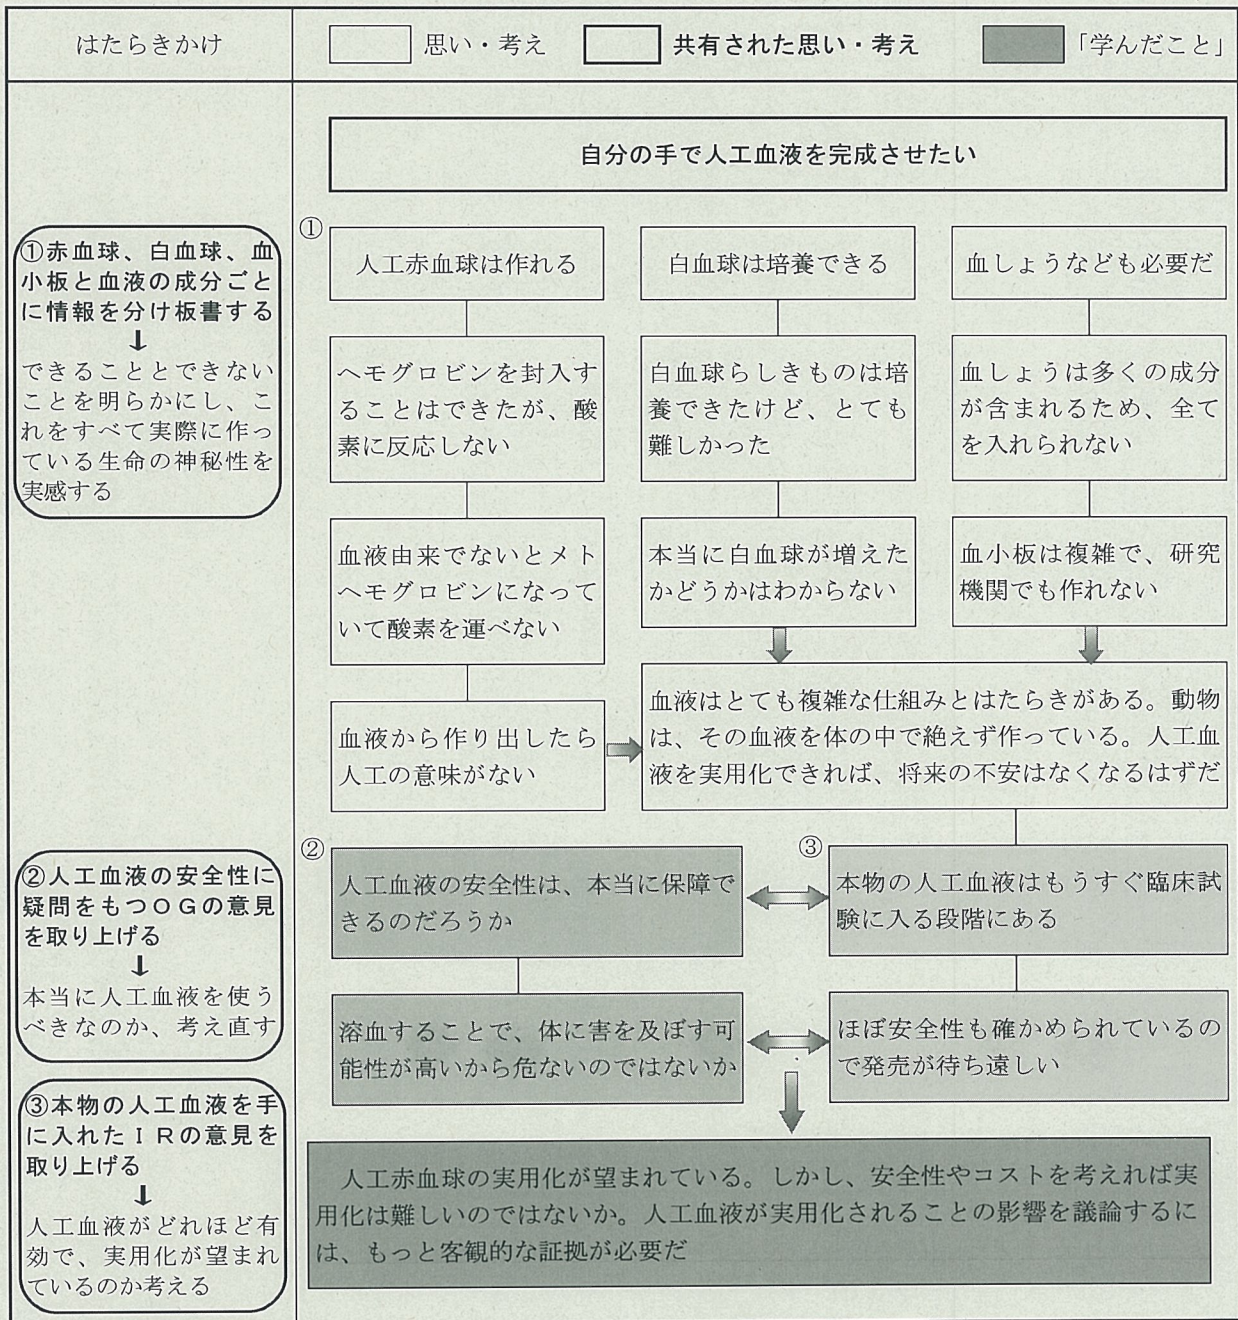 はたらきかけ
思い・考え
共有された思い・考え
「学んだこと」
自分の手で人工血液を完成させたい
①赤血球、白血球、血
小板と血液の成分ごと
に情報を分け板書する
↓
できることとできない
ことを明らかにし、こ
れをすべて実際に作っ
ている生命の神秘性を
実感する
①
人工赤血球は作れる
ヘモグロビンを封入す
ることはできたが、酸
素に反応しない
血液由来でないとメト
ヘモグロビンになって
いて酸素を運べない
血液から作り出したら
人工の意味がない
白血球は培養できる
白血球らしきものは培
養できたけど、とても
難しかった
本当に白血球が増えた
かどうかはわからない
血しょうなども必要だ
血しょうは多くの成分
が含まれるため、全て
を入れられない
血小板は複雑で、研究
機関でも作れない
血液はとても複雑な仕組みとはたらきがある。動物
は、その血液を体の中で絶えず作っている。人工血
液を実用化できれば、将来の不安はなくなるはずだ
②人工血液の安全性に
疑問をもつOGの意見
を取り上げる
↓
本当に人工血液を使う
べきなのか、考え直す
②
人工血液の安全性は、本当に保障で
きるのだろうか
溶血することで、体に害を及ぼす可
能性が高いから危ないのではないか
③
本物の人工血液はもうすぐ臨床試
験に入る段階にある
ほぼ安全性も確かめられているの
で発売が待ち遠しい
③本物の人工血液を手
に入れたIRの意見を
取り上げる
↓
人工血液がどれほど有
効で、実用化が望まれ
ているのか考える
人工赤血球の実用化が望まれている。しかし、安全性やコストを考えれば実
用化は難しいのではないか。人工血液が実用化されることの影響を議論するに
は、もっと客観的な証拠が必要だ